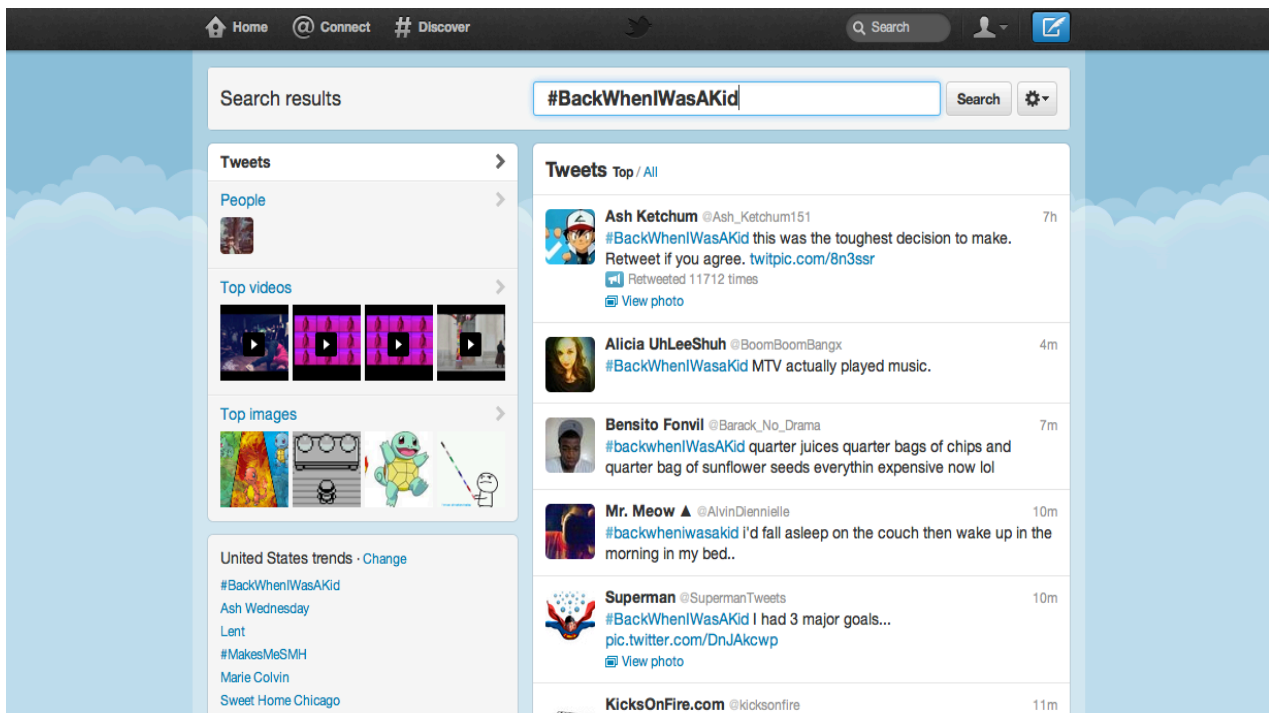 Home Connect # Discover Search
Search results #BackWhenIWasAKid Search
Tweets
People
Top videos
Top images
United States trends · Change
#BackWhenIWasAKid
Ash Wednesday
Lent
#MakesMeSMH
Marie Colvin
Sweet Home Chicago
Tweets Top / All
Ash Ketchum @Ash_Ketchum151 7h
#BackWhenIWasAKid this was the toughest decision to make.
Retweet if you agree. twitpic.com/8n3ssr
Retweeted 11712 times
View photo
Alicia UhLeeShuh @BoomBoomBangx 4m
#BackWhenIWasaKid MTV actually played music.
Bensito Fonvil @Barack_No_Drama 7m
#backwhenIWasAKid quarter juices quarter bags of chips and
quarter bag of sunflower seeds everythin expensive now lol
Mr. Meow ▲ @AlvinDiennielle 10m
#backwheniwasakid i'd fall asleep on the couch then wake up in the
morning in my bed..
Superman @SupermanTweets 10m
#BackWhenIWasAKid I had 3 major goals...
pic.twitter.com/DnJAkcwp
View photo
KicksOnFire.com @kicksonfire 11m